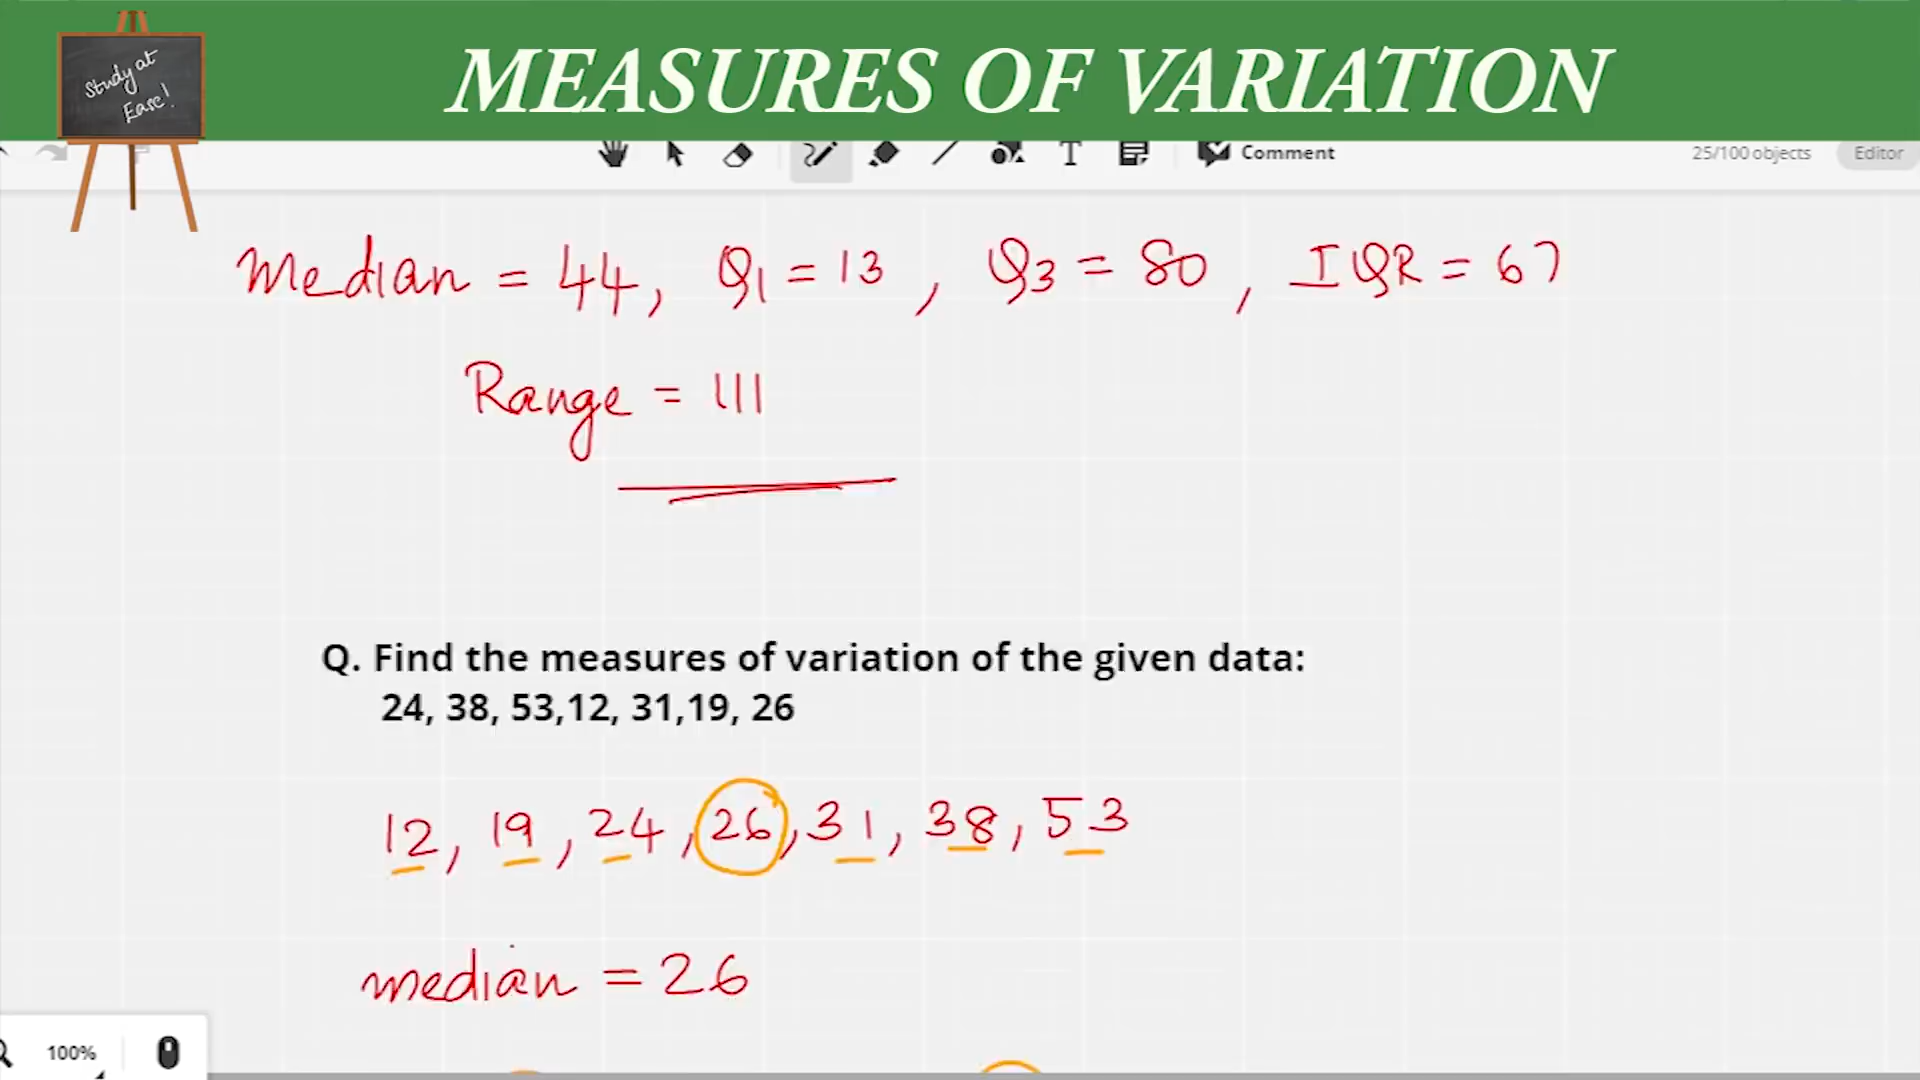 MEASURES OF VARIATION
Study at
Ease!
T
Comment
25/100 objects
Editor
Median = 44, Q1 = 13, Q3 = 80, IQR = 67
Range = 111
Q. Find the measures of variation of the given data:
24, 38, 53,12, 31,19, 26
12, 19, 24, 26, 31, 38, 53
median = 26
100%